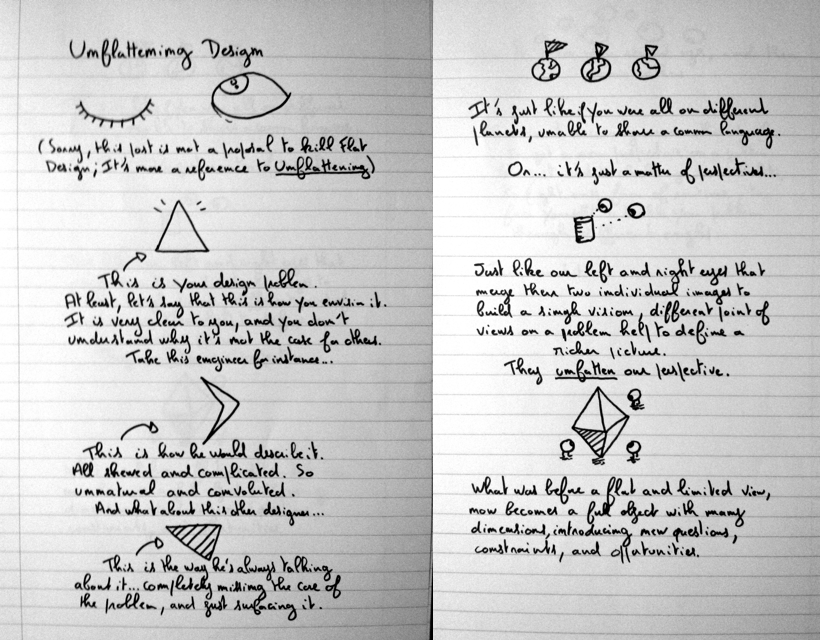 Unflattening Design
(Sorry, this post is not a proposal to kill Flat
Design; It's more a reference to Unflattening)
This is your design problem.
At least, let's say that this is how you envision it.
It is very clear to you, and you don't
understand why it's not the case for others.
Take this engineer for instance...
This is how he would describe it.
All skewed and complicated. So
unnatural and convoluted.
And what about this other designer...
This is the way he's always talking
about it... completely missing the core of
the problem, and just surfacing it.
It's just like if you were all on different
planets, unable to share a common language.
Or... it's just a matter of perspectives...
Just like our left and right eyes that
merge their two individual images to
build a single vision, different point of
views on a problem help to define a
richer picture.
They unflatten our perspective.
What was before a flat and limited view,
now becomes a full object with many
dimensions, introducing new questions,
constraints, and opportunities.